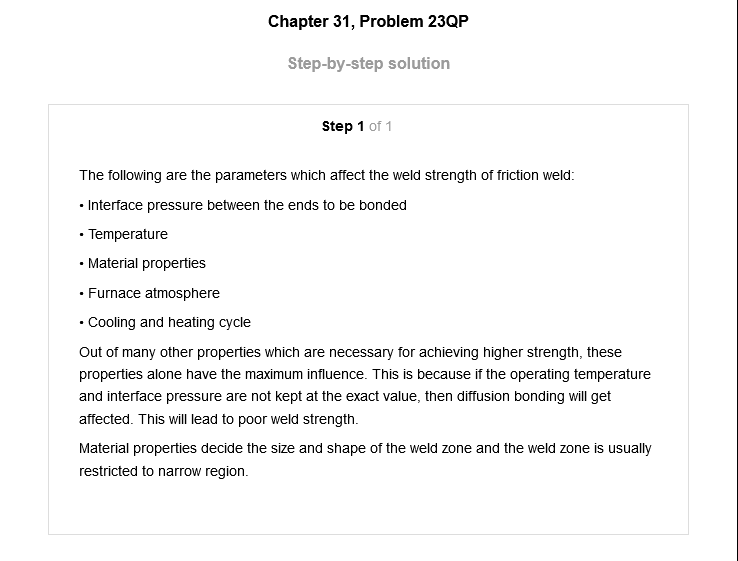 Chapter 31, Problem 23QP
Step-by-step solution
Step 1 of 1
The following are the parameters which affect the weld strength of friction weld:
• Interface pressure between the ends to be bonded
• Temperature
• Material properties
• Furnace atmosphere
• Cooling and heating cycle
Out of many other properties which are necessary for achieving higher strength, these
properties alone have the maximum influence. This is because if the operating temperature
and interface pressure are not kept at the exact value, then diffusion bonding will get
affected. This will lead to poor weld strength.
Material properties decide the size and shape of the weld zone and the weld zone is usually
restricted to narrow region.